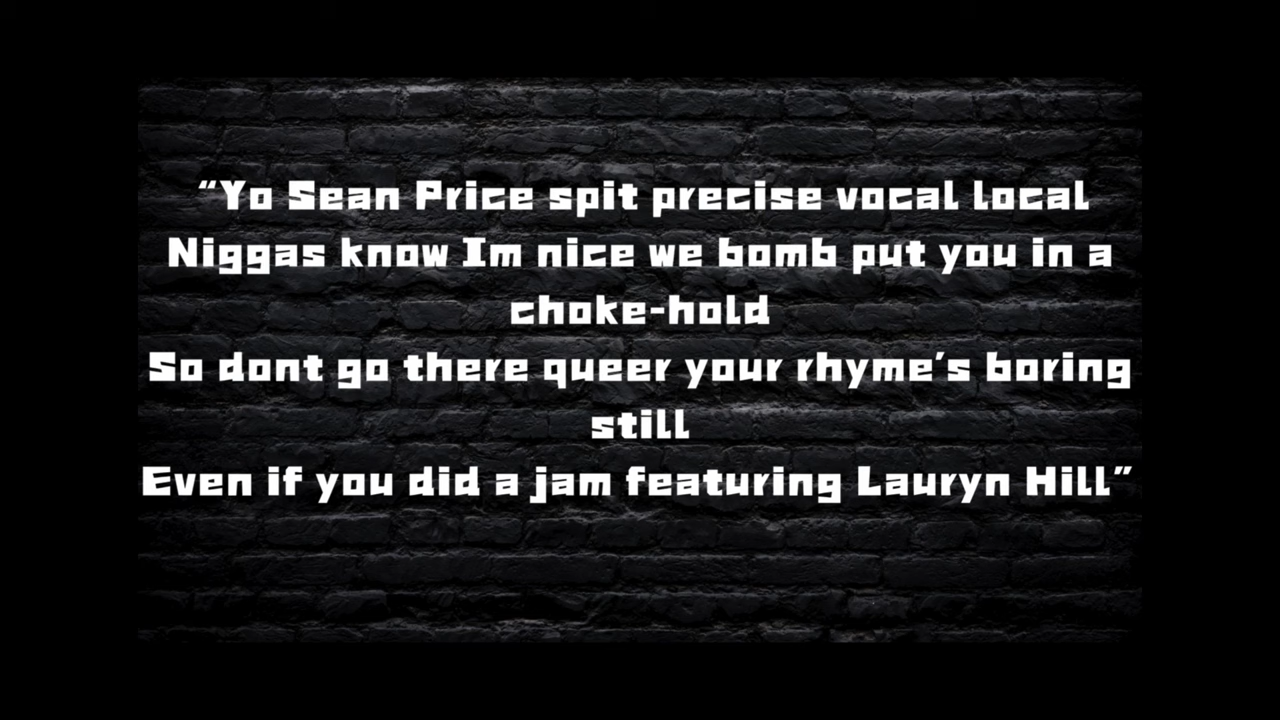 “Yo Sean Price spit precise vocal local
Niggas know Im nice we bomb put you in a
choke-hold
So dont go there queer your rhyme’s boring
still
Even if you did a jam featuring Lauryn Hill”